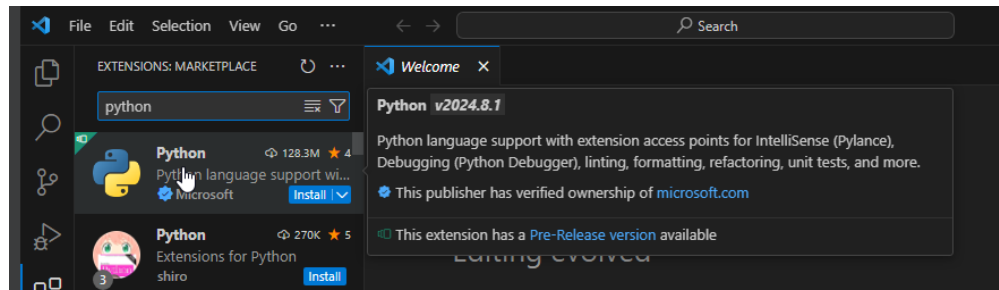 File Edit Selection View Go ···
Search
EXTENSIONS: MARKETPLACE ···
Welcome
python
Python 128.3M ★ 4
Python language support wi...
Microsoft Install
Python 270K ★ 5
Extensions for Python
shiro Install
3
Python v2024.8.1
Python language support with extension access points for IntelliSense (Pylance),
Debugging (Python Debugger), linting, formatting, refactoring, unit tests, and more.
This publisher has verified ownership of microsoft.com
This extension has a Pre-Release version available
Editing evolved